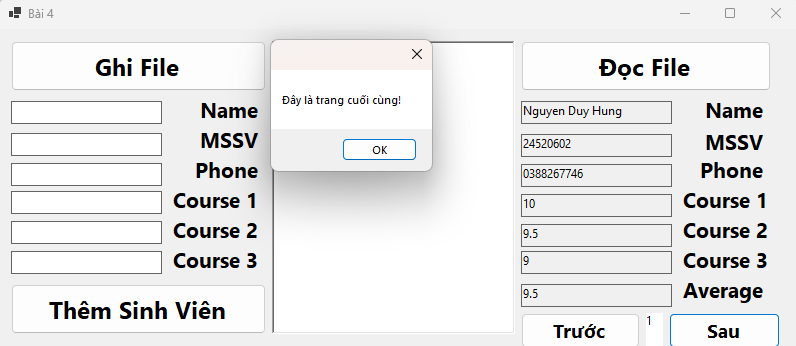 Bài 4
Ghi File
Name
MSSV
Phone
Course 1
Course 2
Course 3
Thêm Sinh Viên
Đây là trang cuối cùng!
OK
Đọc File
Nguyen Duy Hung Name
24520602 MSSV
0388267746 Phone
10 Course 1
9.5 Course 2
9 Course 3
9.5 Average
Trước 1 Sau